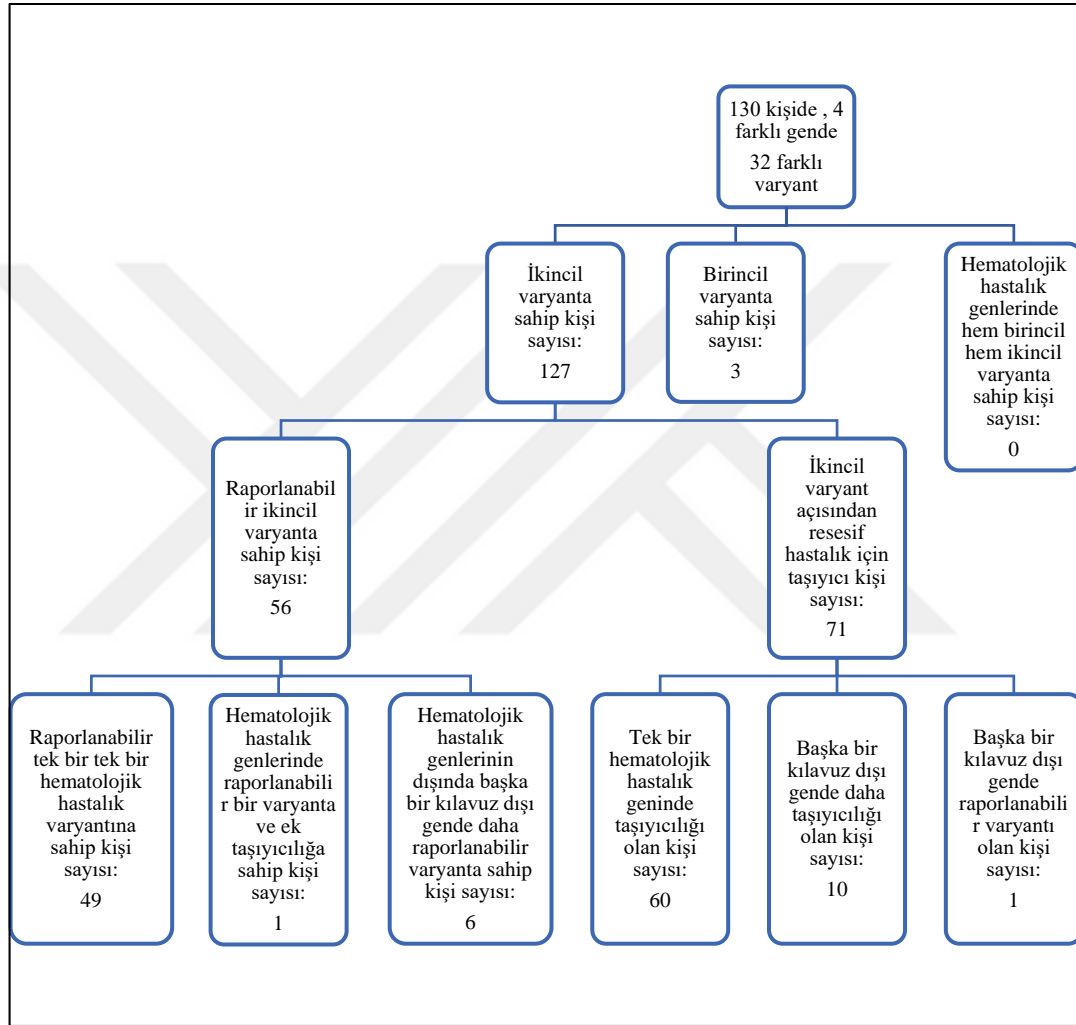 130 kişide , 4
farklı gende
32 farklı
varyant
İkincil
varyanta
sahip kişi
sayısı:
127
Birincil
varyanta
sahip kişi
sayısı:
3
Hematolojik
hastalık
genlerinde
hem birincil
hem ikincil
varyanta
sahip kişi
sayısı:
0
Raporlanabil
ir ikincil
varyanta
sahip kişi
sayısı:
56
İkincil
varyant
açısından
resesif
hastalık için
taşıyıcı kişi
sayısı:
71
Raporlanabilir
tek bir tek bir
hematolojik
hastalık
varyantına
sahip kişi
sayısı:
49
Hematolojik
hastalık
genlerinde
raporlanabili
r bir varyanta
ve ek
taşıyıcılığa
sahip kişi
sayısı:
1
Hematolojik
hastalık
genlerinin
dışında başka
bir kılavuz dışı
gende daha
raporlanabilir
varyanta sahip
kişi sayısı:
6
Tek bir
hematolojik
hastalık
geninde
taşıyıcılığı
olan kişi
sayısı:
60
Başka bir
kılavuz dışı
gende daha
taşıyıcılığı
olan kişi
sayısı:
10
Başka bir
kılavuz dışı
gende
raporlanabili
r varyantı
olan kişi
sayısı:
1